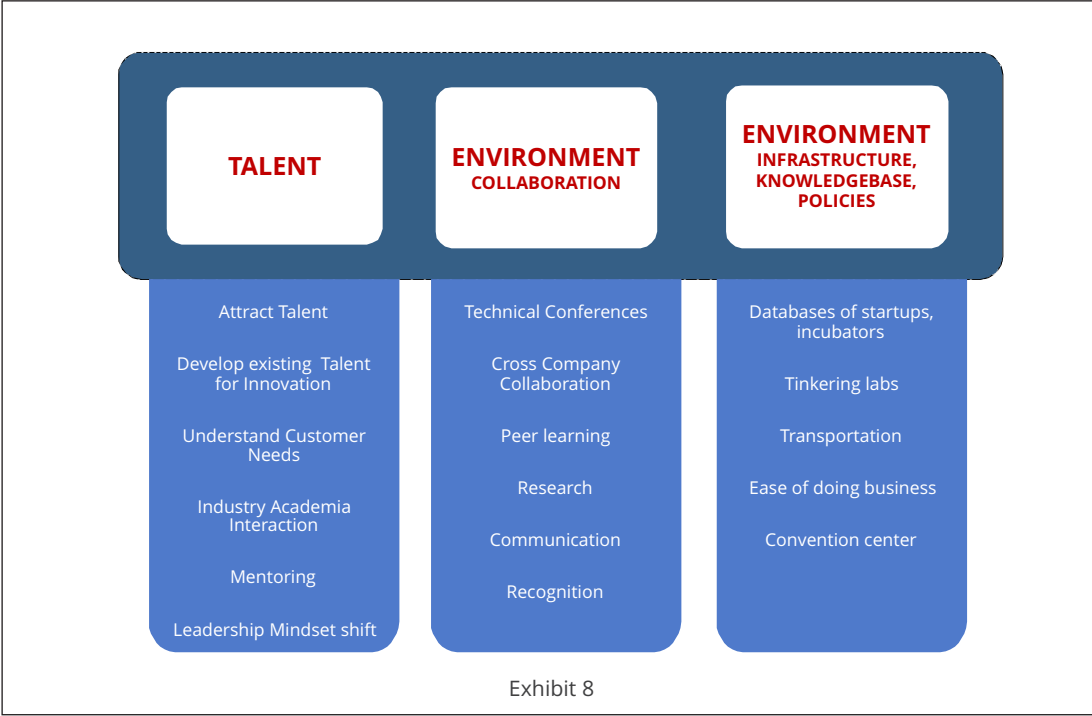 TALENT
ENVIRONMENT
COLLABORATION
ENVIRONMENT
INFRASTRUCTURE,
KNOWLEDGEBASE,
POLICIES
Attract Talent
Develop existing  Talent
for Innovation
Understand Customer
Needs
Industry Academia
Interaction
Mentoring
Leadership Mindset shift
Technical Conferences
Cross Company
Collaboration
Peer learning
Research
Communication
Recognition
Databases of startups,
incubators
Tinkering labs
Transportation
Ease of doing business
Convention center
Exhibit 8